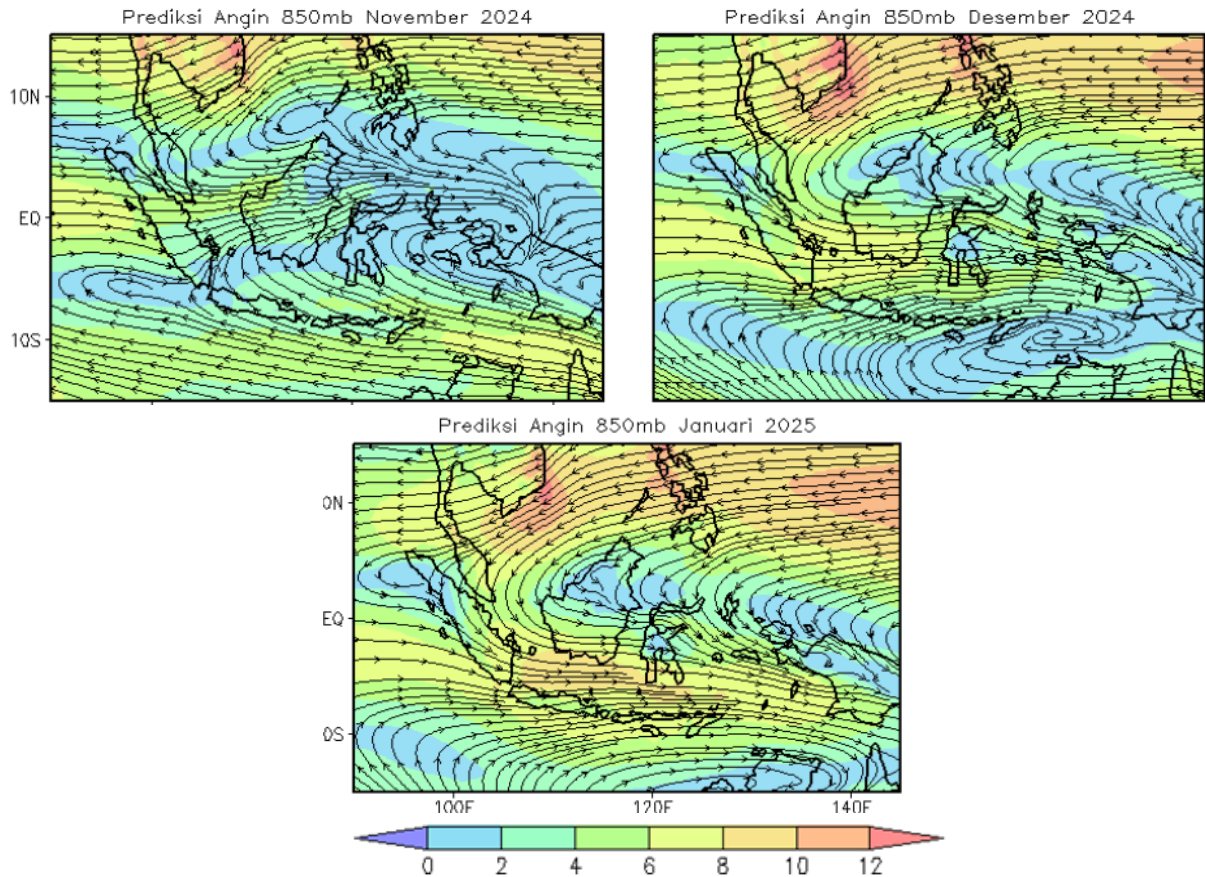 Prediksi Angin 850mb November 2024
Prediksi Angin 850mb Desember 2024
10N
EQ
10S
Prediksi Angin 850mb Januari 2025
0N
EQ
0S
100E 120E 140E
0 2 4 6 8 10 12